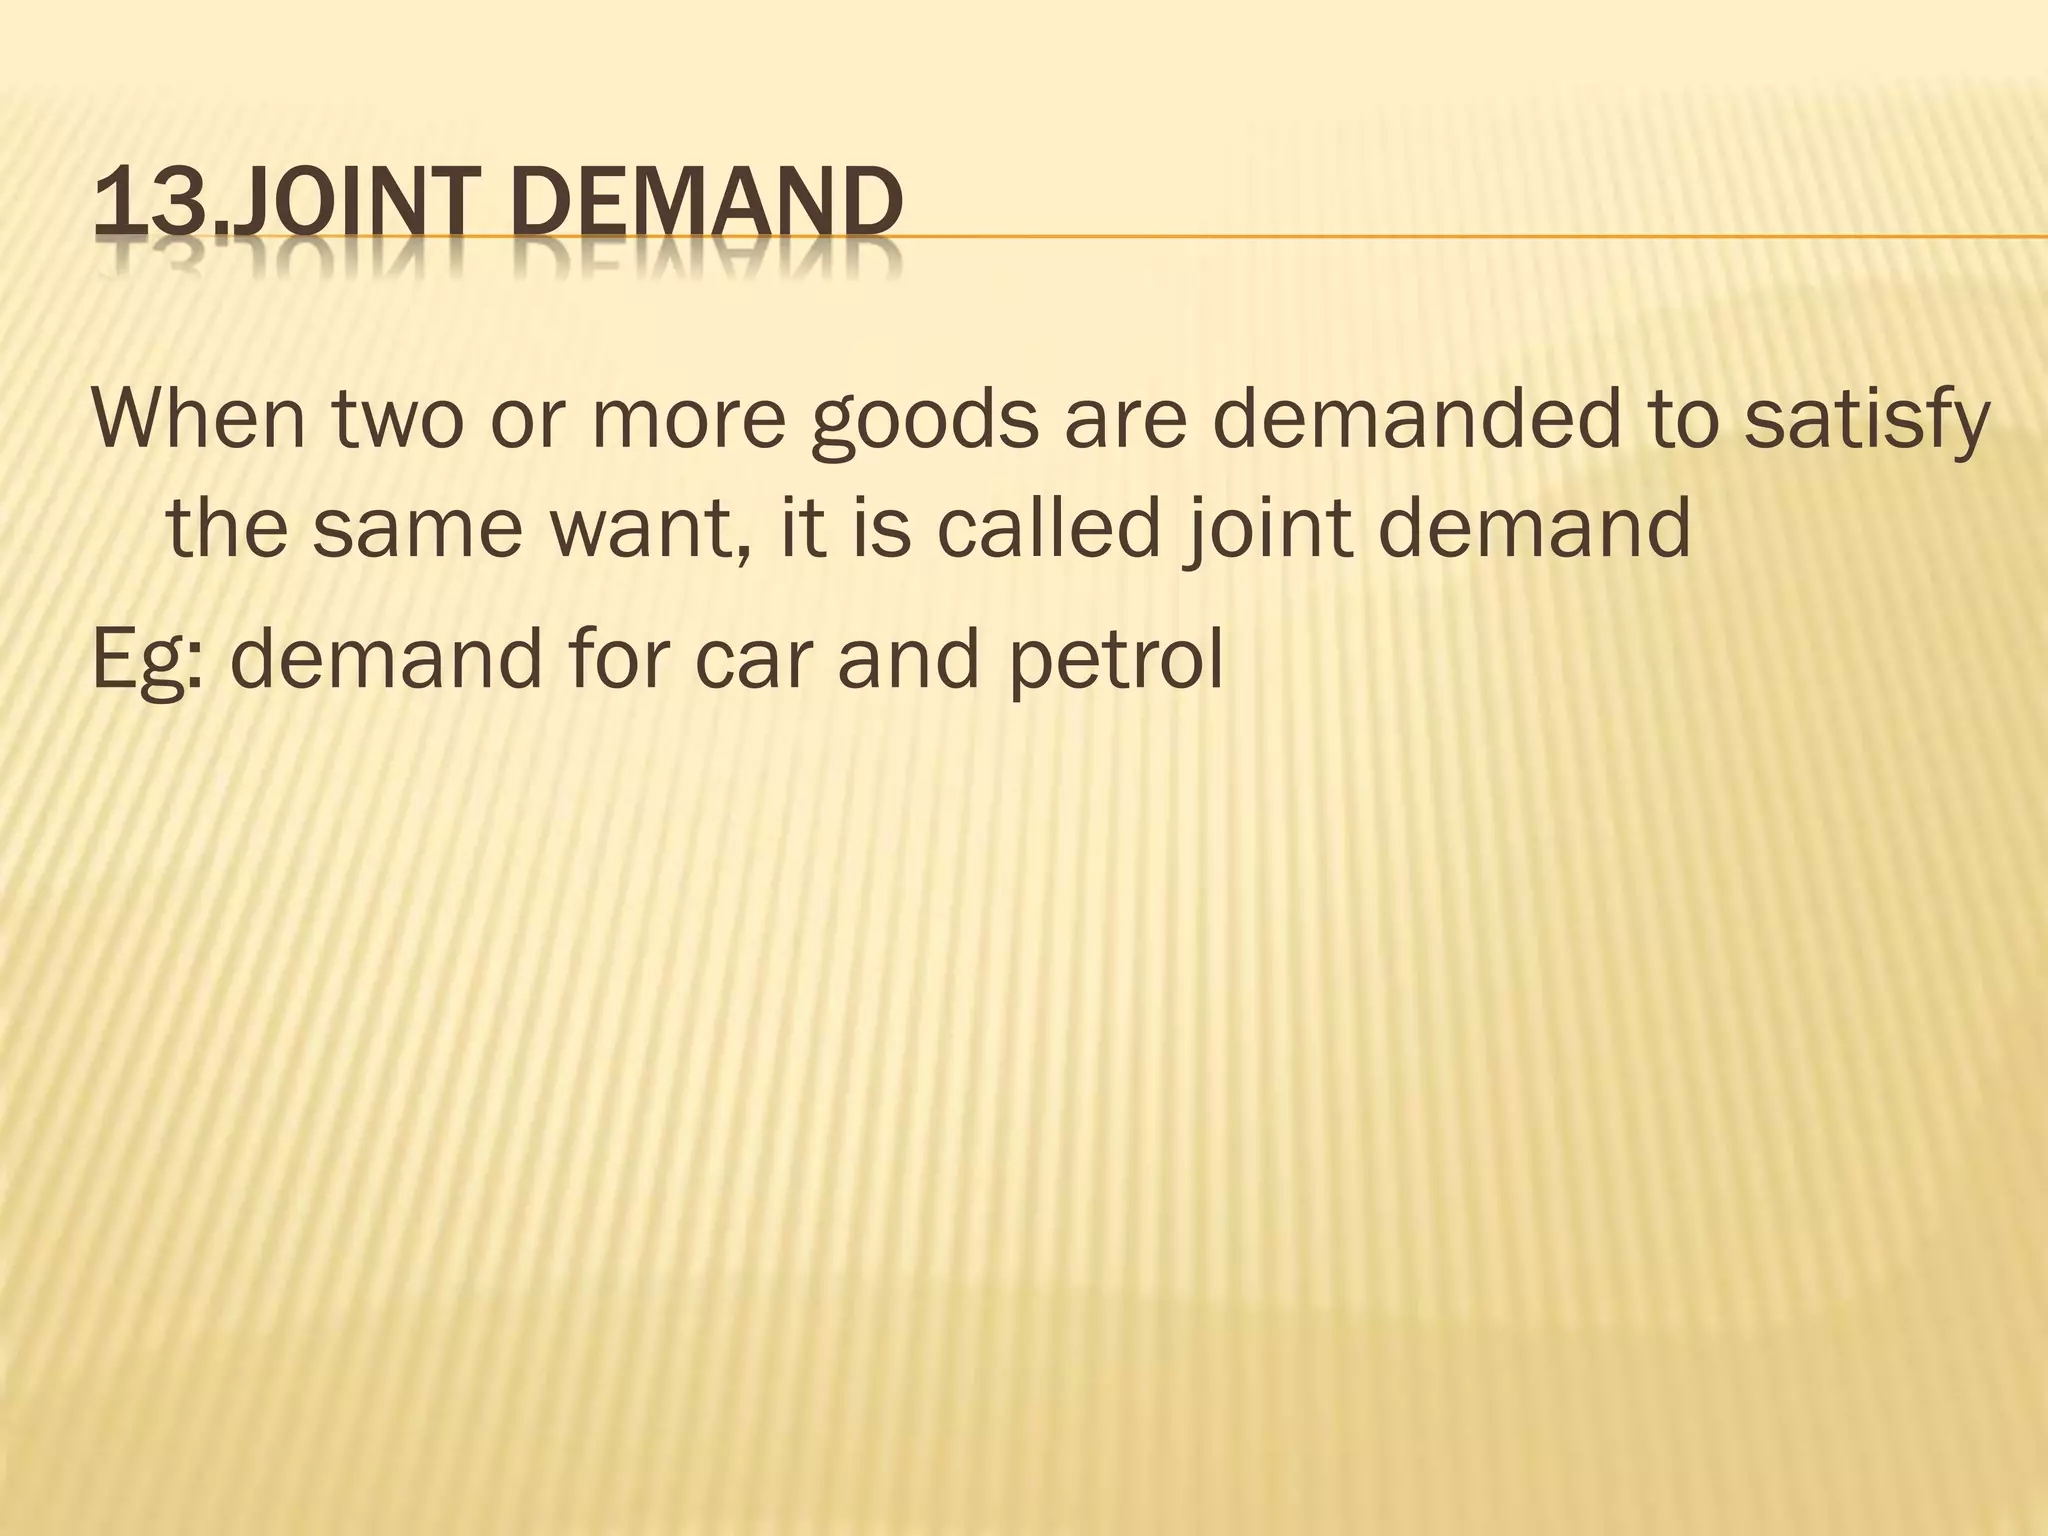 13.JOINT DEMAND
When two or more goods are demanded to satisfy
the same want, it is called joint demand
Eg: demand for car and petrol